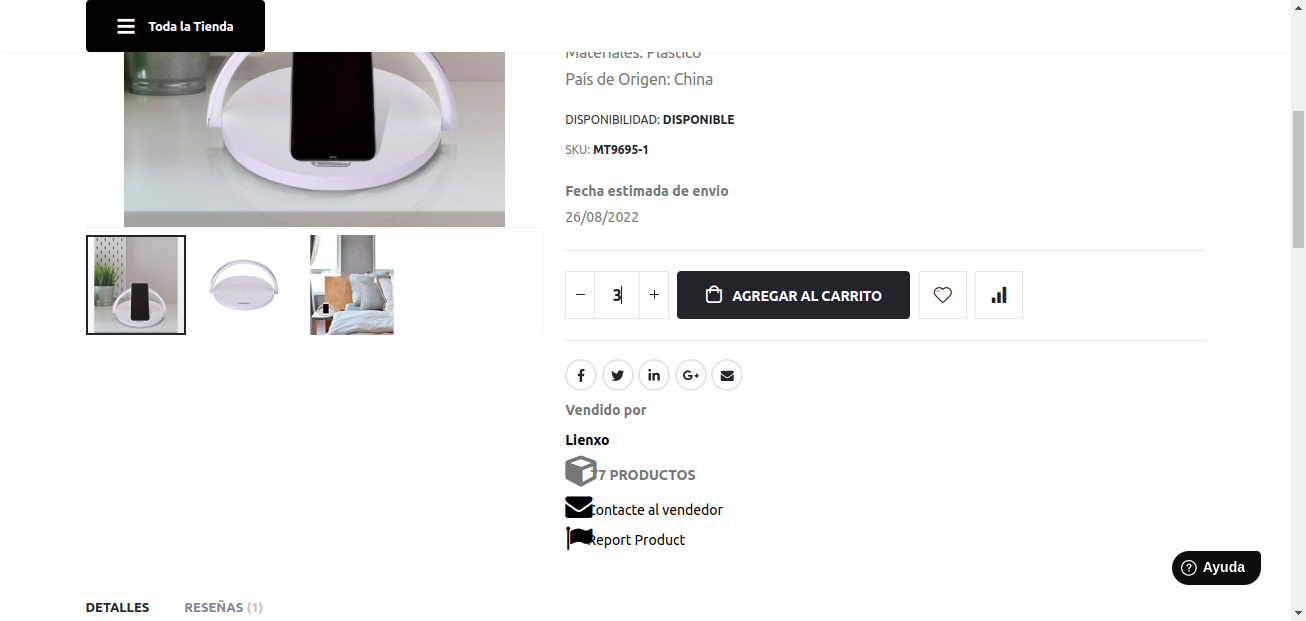 Toda la Tienda
Materiales: Plástico
País de Origen: China
DISPONIBILIDAD: DISPONIBLE
SKU: MT9695-1
Fecha estimada de envio
26/08/2022
3
AGREGAR AL CARRITO
Vendido por
Lienxo
77 PRODUCTOS
Contacte al vendedor
Report Product
Ayuda
DETALLES
RESEÑAS (1)